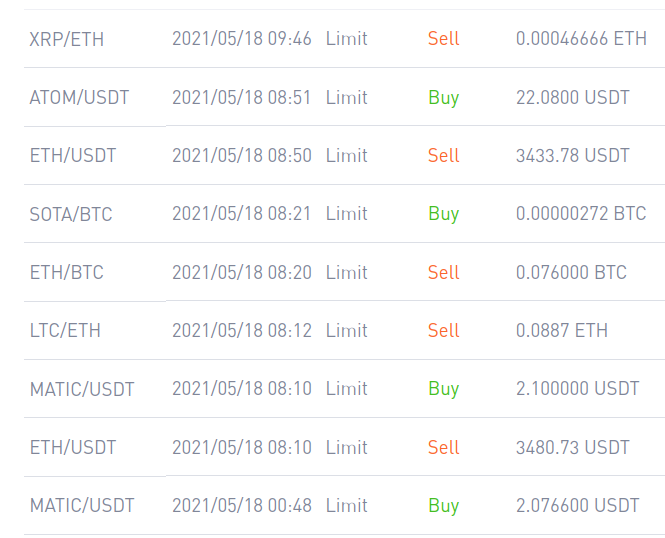 XRP/ETH 2021/05/18 09:46 Limit Sell 0.00046666 ETH
ATOM/USDT 2021/05/18 08:51 Limit Buy 22.0800 USDT
ETH/USDT 2021/05/18 08:50 Limit Sell 3433.78 USDT
SOTA/BTC 2021/05/18 08:21 Limit Buy 0.00000272 BTC
ETH/BTC 2021/05/18 08:20 Limit Sell 0.076000 BTC
LTC/ETH 2021/05/18 08:12 Limit Sell 0.0887 ETH
MATIC/USDT 2021/05/18 08:10 Limit Buy 2.100000 USDT
ETH/USDT 2021/05/18 08:10 Limit Sell 3480.73 USDT
MATIC/USDT 2021/05/18 00:48 Limit Buy 2.076600 USDT